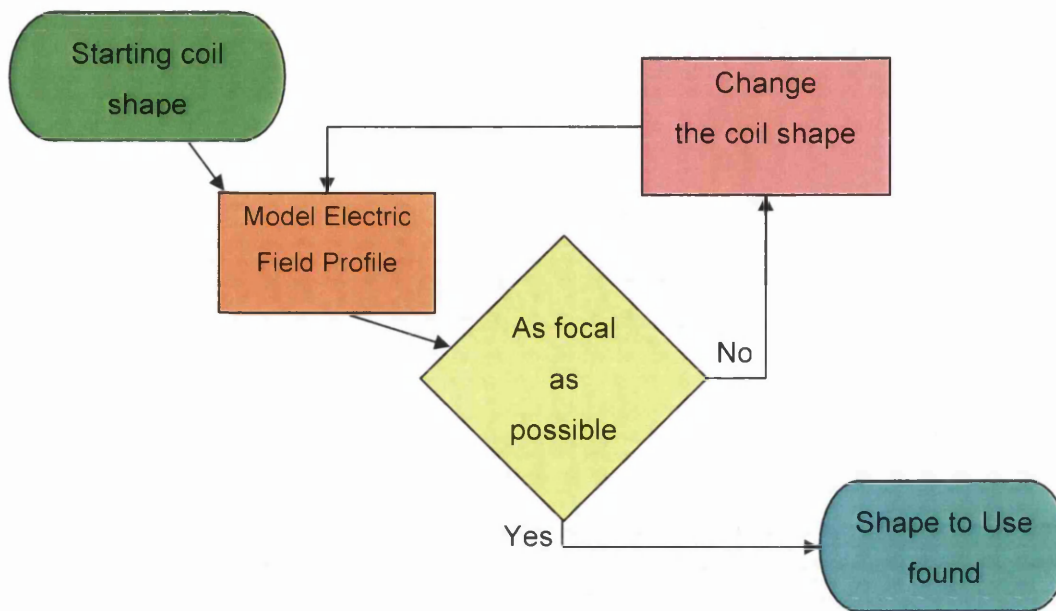 Starting coil
shape
Change
the coil shape
Model Electric
Field Profile
As focal
as
possible
No
Yes
Shape to Use
found